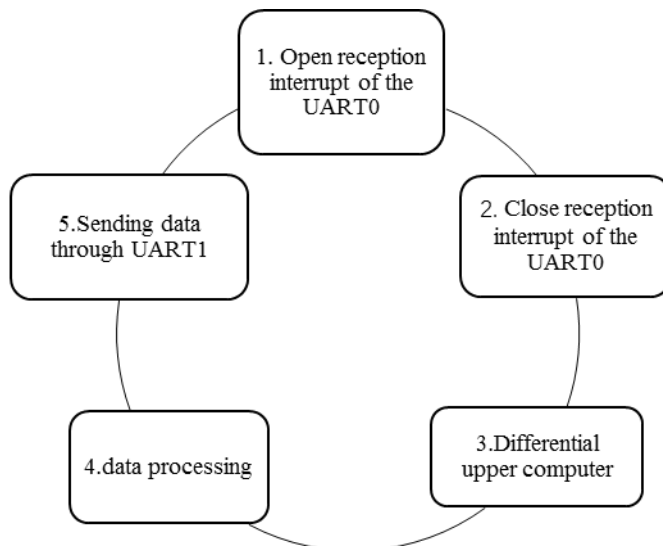 1. Open reception
interrupt of the
UART0
2. Close reception
interrupt of the
UART0
3.Differential
upper computer
4.data processing
5.Sending data
through UART1